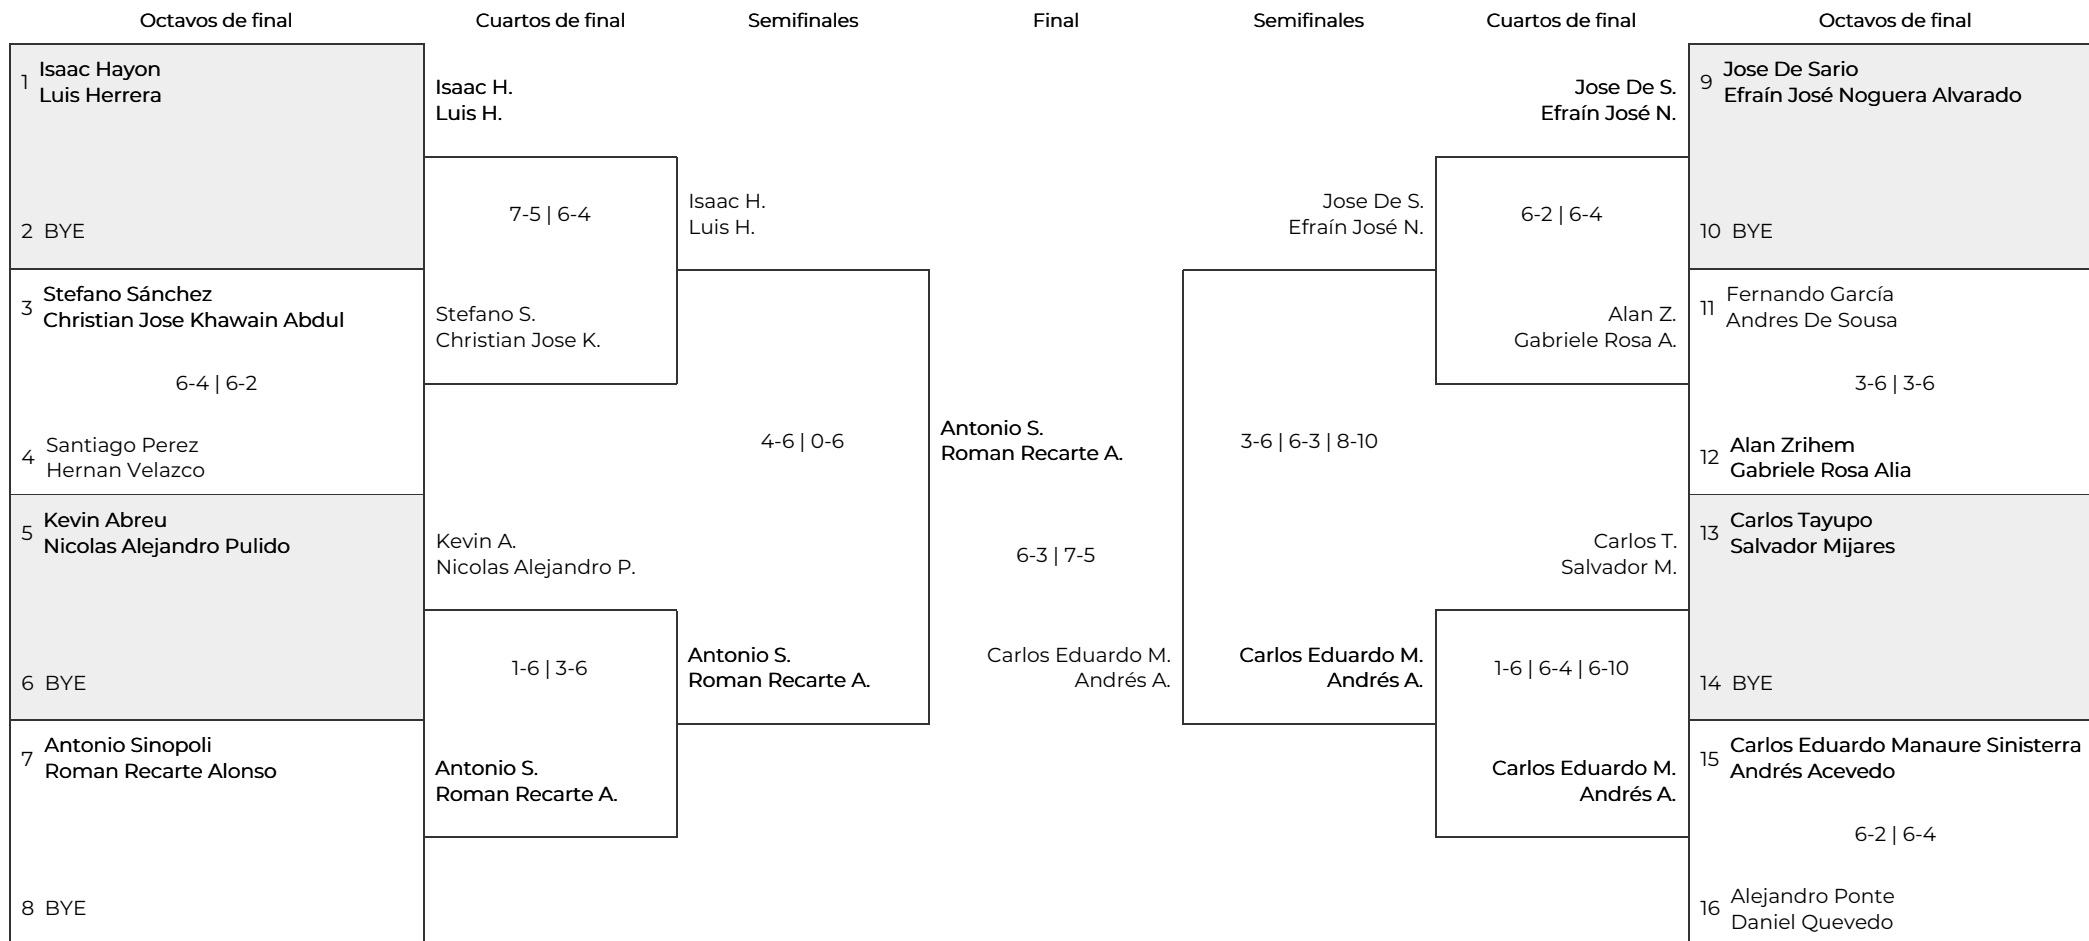 Octavos de final
Cuartos de final
Semifinales
Final
Semifinales
Cuartos de final
Octavos de final
1 Isaac Hayon
Luis Herrera
2 BYE
3 Stefano Sánchez
Christian Jose Khawain Abdul
6-4 | 6-2
4 Santiago Perez
Hernan Velazco
5 Kevin Abreu
Nicolas Alejandro Pulido
6 BYE
7 Antonio Sinopoli
Roman Recarte Alonso
8 BYE
Isaac H.
Luis H.
7-5 | 6-4
Stefano S.
Christian Jose K.
Kevin A.
Nicolas Alejandro P.
1-6 | 3-6
Antonio S.
Roman Recarte A.
Isaac H.
Luis H.
4-6 | 0-6
Antonio S.
Roman Recarte A.
Antonio S.
Roman Recarte A.
6-3 | 7-5
Carlos Eduardo M.
Andrés A.
Jose De S.
Efraín José N.
3-6 | 6-3 | 8-10
Carlos Eduardo M.
Andrés A.
Jose De S.
Efraín José N.
6-2 | 6-4
Alan Z.
Gabriele Rosa A.
Carlos T.
Salvador M.
1-6 | 6-4 | 6-10
Carlos Eduardo M.
Andrés A.
9 Jose De Sario
Efraín José Noguera Alvarado
10 BYE
11 Fernando García
Andres De Sousa
3-6 | 3-6
12 Alan Zrihem
Gabriele Rosa Alia
13 Carlos Tayupo
Salvador Mijares
14 BYE
15 Carlos Eduardo Manaure Sinisterra
Andrés Acevedo
6-2 | 6-4
16 Alejandro Ponte
Daniel Quevedo